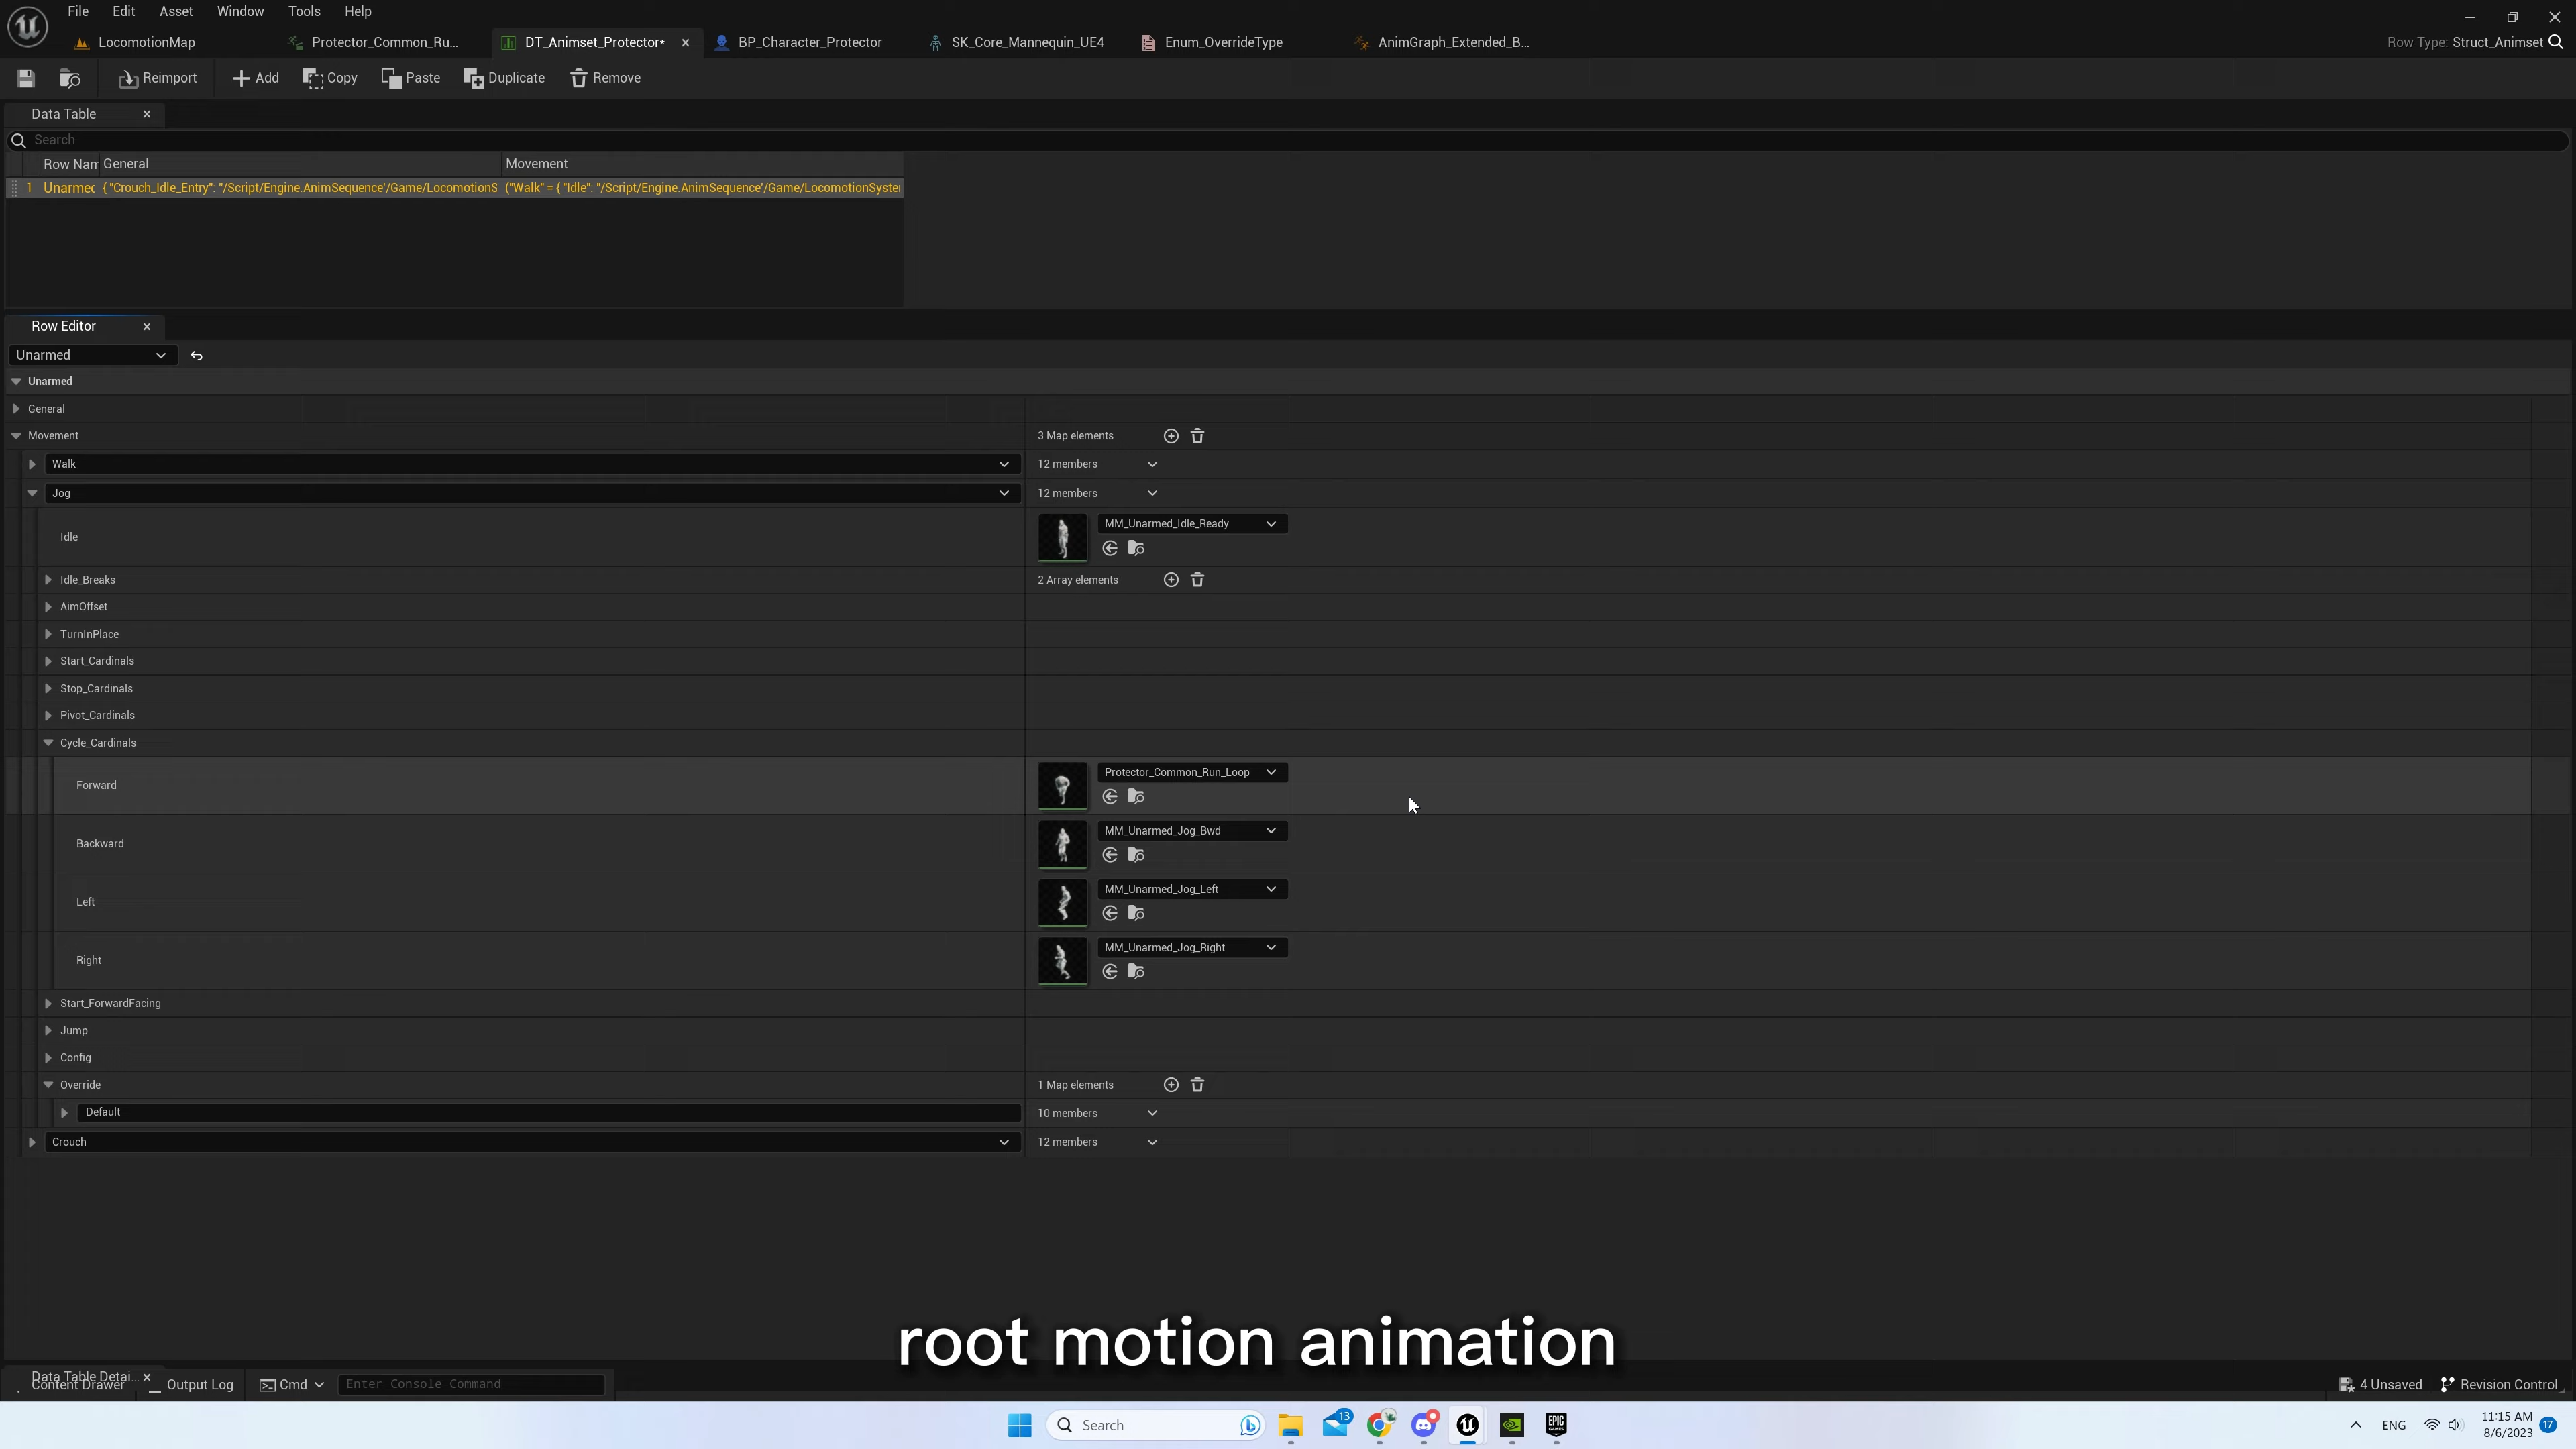 File Edit Asset Window Tools Help
LocomotionMap Protector_Common_Ru... DT_Animset_Protector* BP_Character_Protector SK_Core_Mannequin_UE4 Enum_OverrideType AnimGraph_Extended_B... Row Type: Struct_Animset
Reimport Add Copy Paste Duplicate Remove
Data Table
Search
Row Nam General Movement
1 Unarmed { "Crouch_Idle_Entry": "/Script/Engine.AnimSequence'/Game/LocomotionS ("Walk" = { "Idle": "/Script/Engine.AnimSequence'/Game/LocomotionSyste
Row Editor
Unarmed
Unarmed
General
Movement 3 Map elements
Walk 12 members
Jog 12 members
Idle MM_Unarmed_Idle_Ready
Idle_Breaks 2 Array elements
AimOffset
TurnInPlace
Start_Cardinals
Stop_Cardinals
Pivot_Cardinals
Cycle_Cardinals
Forward Protector_Common_Run_Loop
Backward MM_Unarmed_Jog_Bwd
Left MM_Unarmed_Jog_Left
Right MM_Unarmed_Jog_Right
Start_ForwardFacing
Jump
Config
Override 1 Map elements
Default 10 members
Crouch 12 members
root motion animation
Data Table Detai...
Content Drawer Output Log Cmd Enter Console Command 4 Unsaved Revision Control
Search 13 EPIC GAMES ENG 11:15 AM 17
8/6/2023